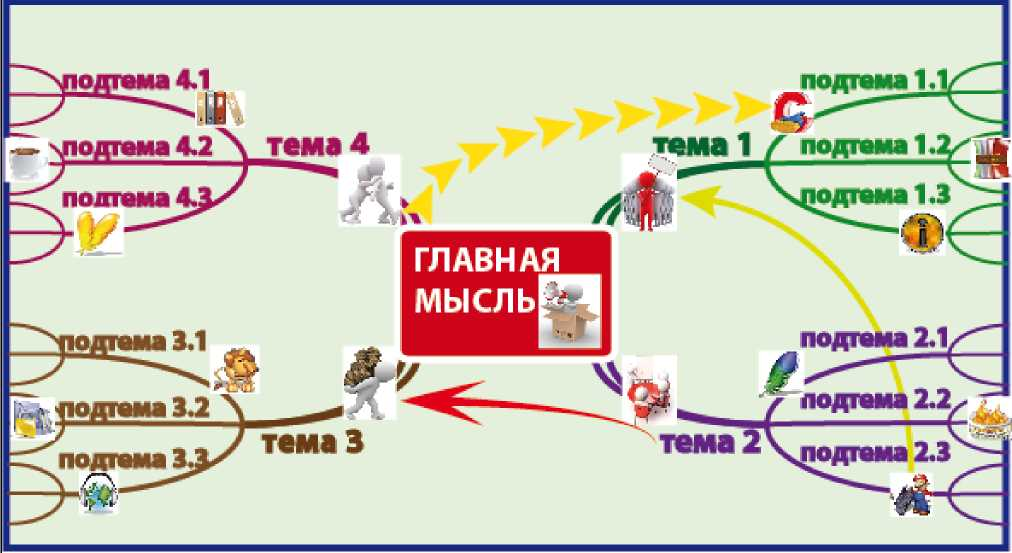 ГЛАВНАЯ
МЫСЛЬ
тема 1
подтема 1.1
подтема 1.2
подтема 1.3
тема 2
подтема 2.1
подтема 2.2
подтема 2.3
тема 3
подтема 3.1
подтема 3.2
подтема 3.3
тема 4
подтема 4.1
подтема 4.2
подтема 4.3